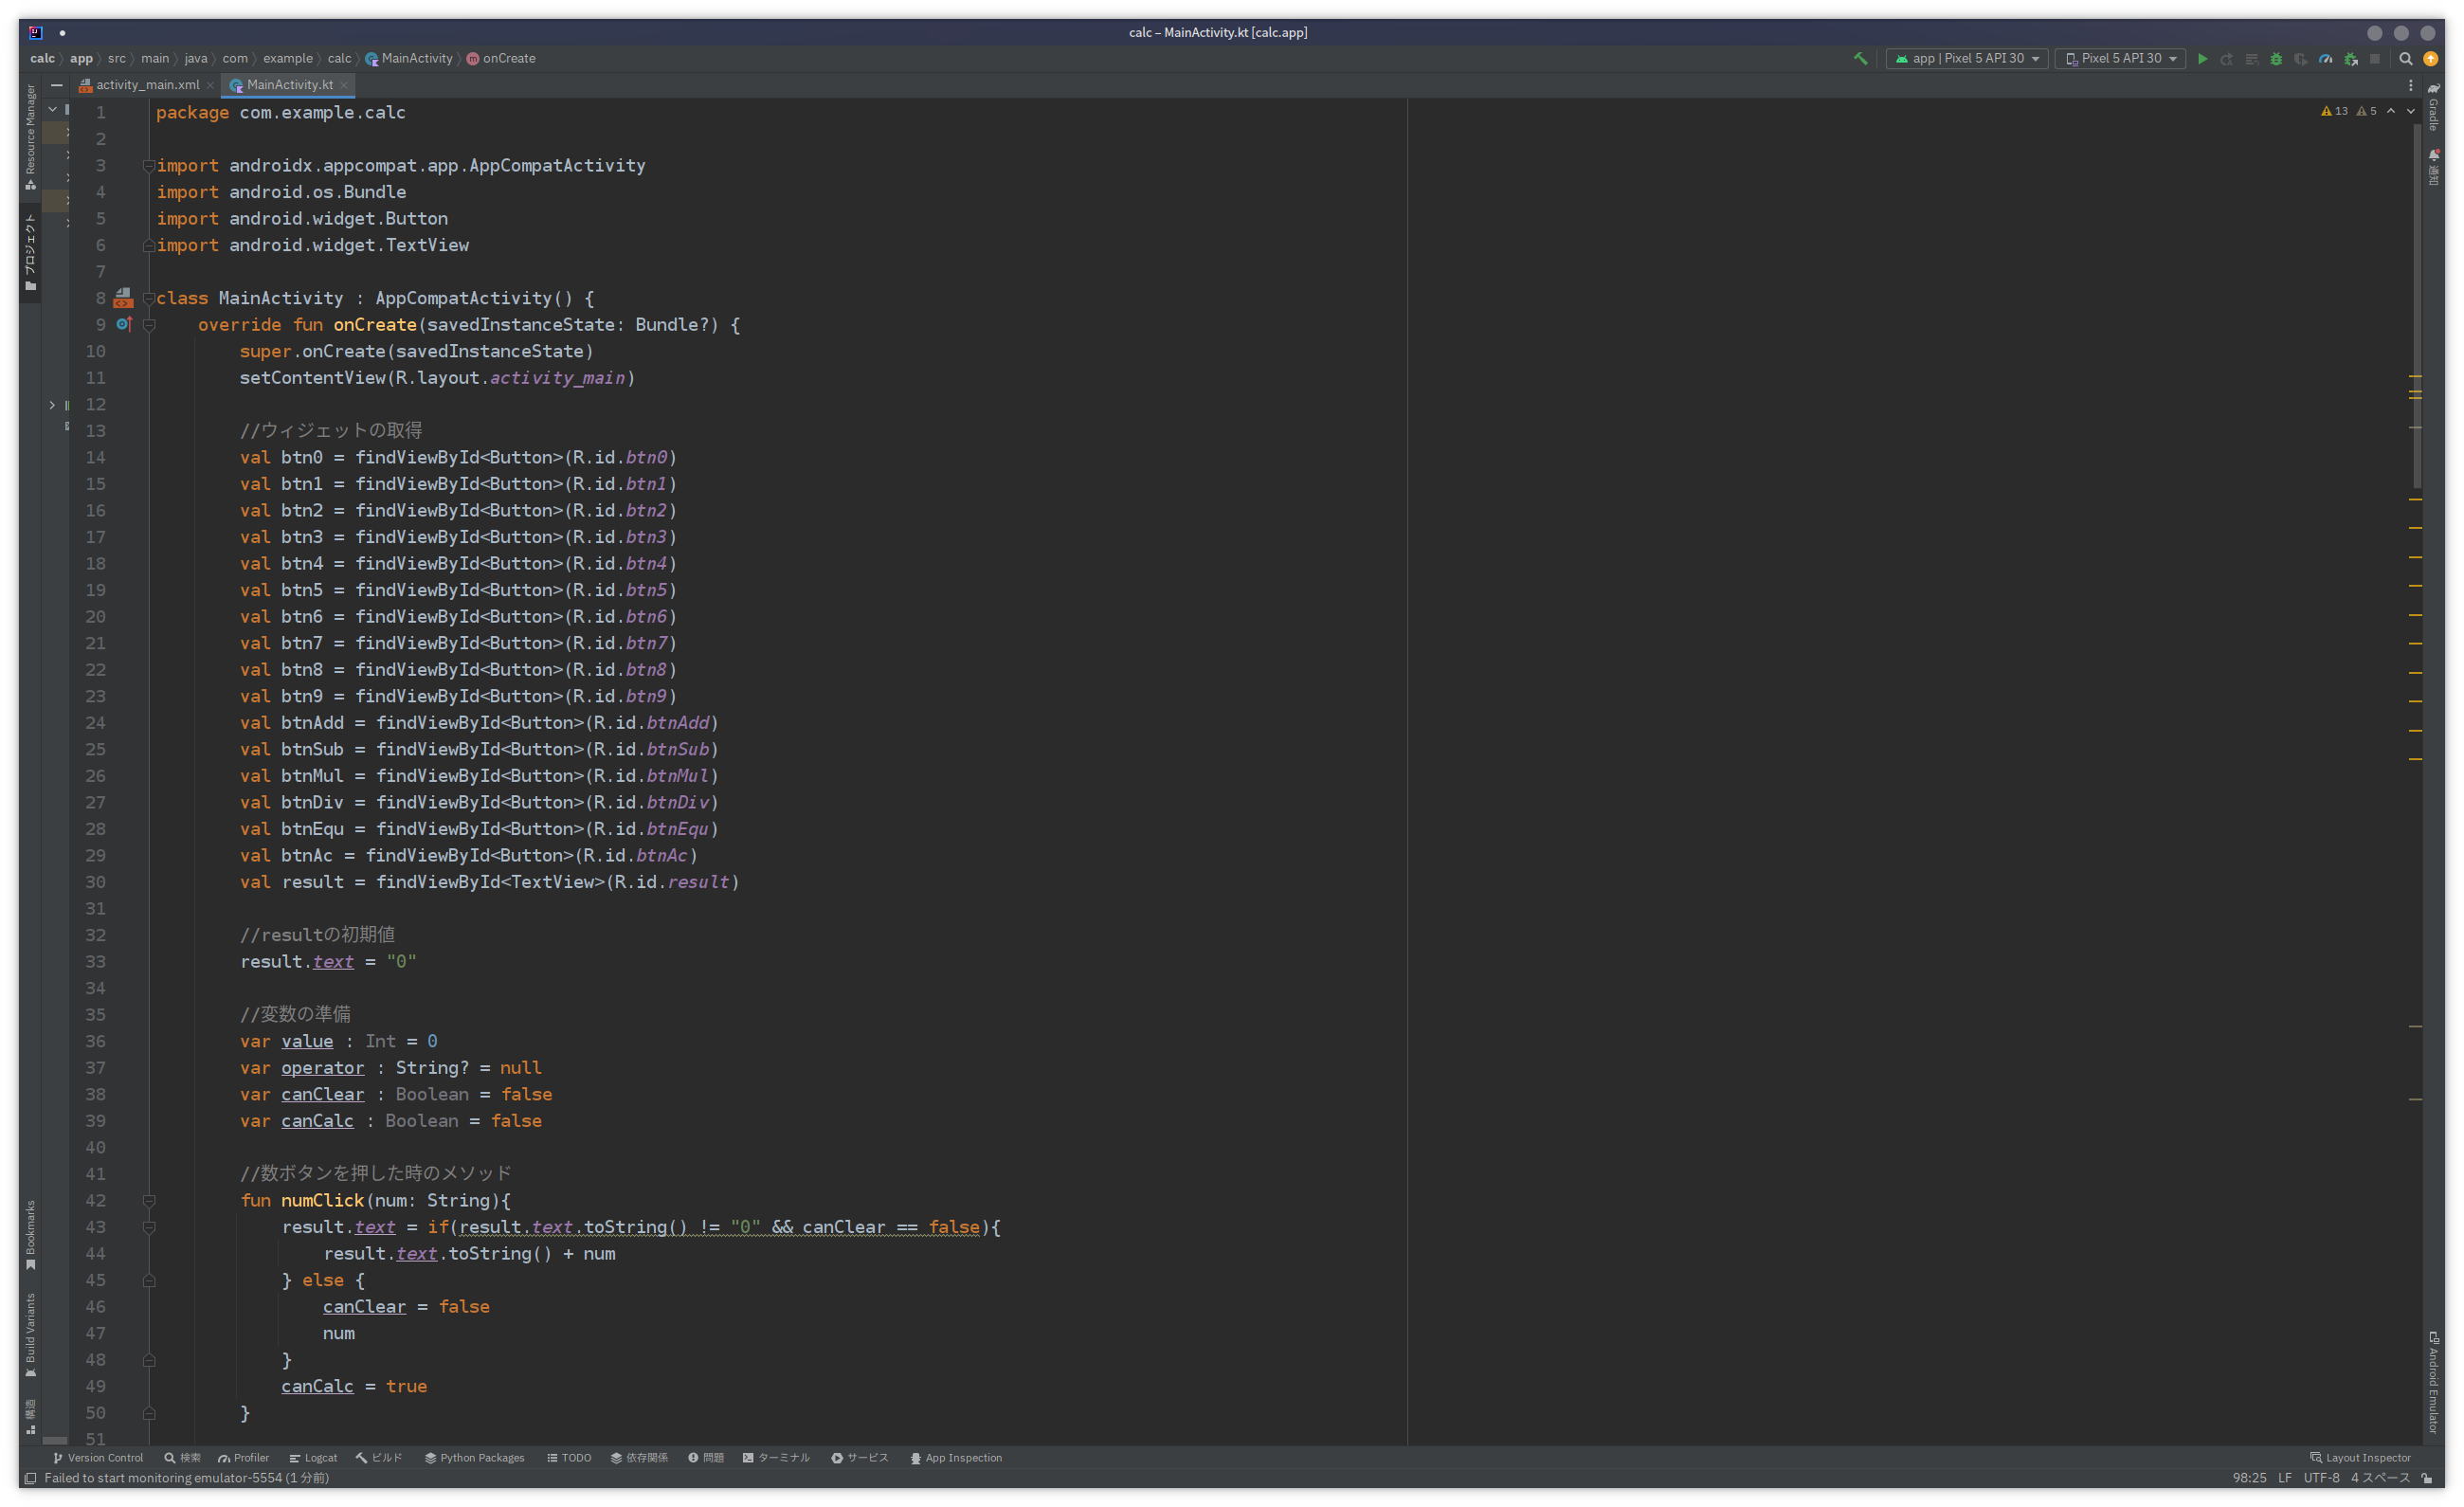 calc – MainActivity.kt [calc.app]
calc app src main java com example calc MainActivity onCreate
app | Pixel 5 API 30 Pixel 5 API 30
activity_main.xml MainActivity.kt
13 5
Resource Manager
プロジェクト
Bookmarks
Build Variants
構造
Gradle
通知
Android Emulator
1 package com.example.calc
2
3 import androidx.appcompat.app.AppCompatActivity
4 import android.os.Bundle
5 import android.widget.Button
6 import android.widget.TextView
7
8 class MainActivity : AppCompatActivity() {
9 override fun onCreate(savedInstanceState: Bundle?) {
10 super.onCreate(savedInstanceState)
11 setContentView(R.layout.activity_main)
12
13 //ウィジェットの取得
14 val btn0 = findViewById<Button>(R.id.btn0)
15 val btn1 = findViewById<Button>(R.id.btn1)
16 val btn2 = findViewById<Button>(R.id.btn2)
17 val btn3 = findViewById<Button>(R.id.btn3)
18 val btn4 = findViewById<Button>(R.id.btn4)
19 val btn5 = findViewById<Button>(R.id.btn5)
20 val btn6 = findViewById<Button>(R.id.btn6)
21 val btn7 = findViewById<Button>(R.id.btn7)
22 val btn8 = findViewById<Button>(R.id.btn8)
23 val btn9 = findViewById<Button>(R.id.btn9)
24 val btnAdd = findViewById<Button>(R.id.btnAdd)
25 val btnSub = findViewById<Button>(R.id.btnSub)
26 val btnMul = findViewById<Button>(R.id.btnMul)
27 val btnDiv = findViewById<Button>(R.id.btnDiv)
28 val btnEqu = findViewById<Button>(R.id.btnEqu)
29 val btnAc = findViewById<Button>(R.id.btnAc)
30 val result = findViewById<TextView>(R.id.result)
31
32 //resultの初期値
33 result.text = "0"
34
35 //変数の準備
36 var value : Int = 0
37 var operator : String? = null
38 var canClear : Boolean = false
39 var canCalc : Boolean = false
40
41 //数ボタンを押した時のメソッド
42 fun numClick(num: String){
43 result.text = if(result.text.toString() != "0" && canClear == false){
44 result.text.toString() + num
45 } else {
46 canClear = false
47 num
48 }
49 canCalc = true
50 }
51
Version Control 検索 Profiler Logcat ビルド Python Packages TODO 依存関係 問題 ターミナル サービス App Inspection Layout Inspector
Failed to start monitoring emulator-5554 (1 分前) 98:25 LF UTF-8 4 スペース